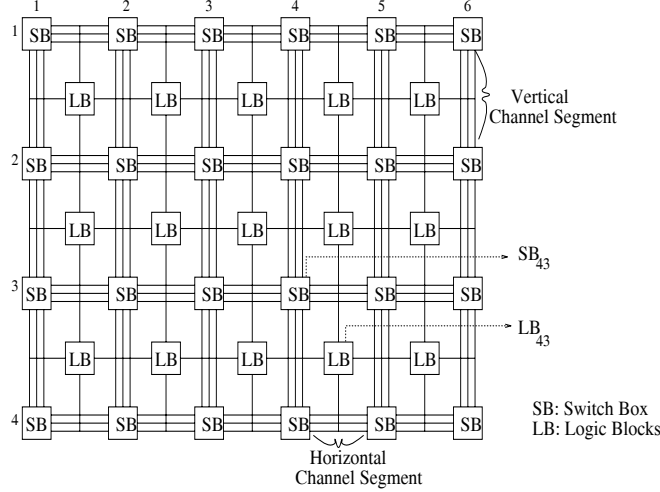 1 2 3 4 5 6
1 SB SB SB SB SB SB
LB LB LB LB LB
Vertical
Channel Segment
2 SB SB SB SB SB SB
LB LB LB LB LB
SB43
3 SB SB SB SB SB SB
LB43
LB LB LB LB LB
4 SB SB SB SB SB SB
SB: Switch Box
LB: Logic Blocks
Horizontal
Channel Segment